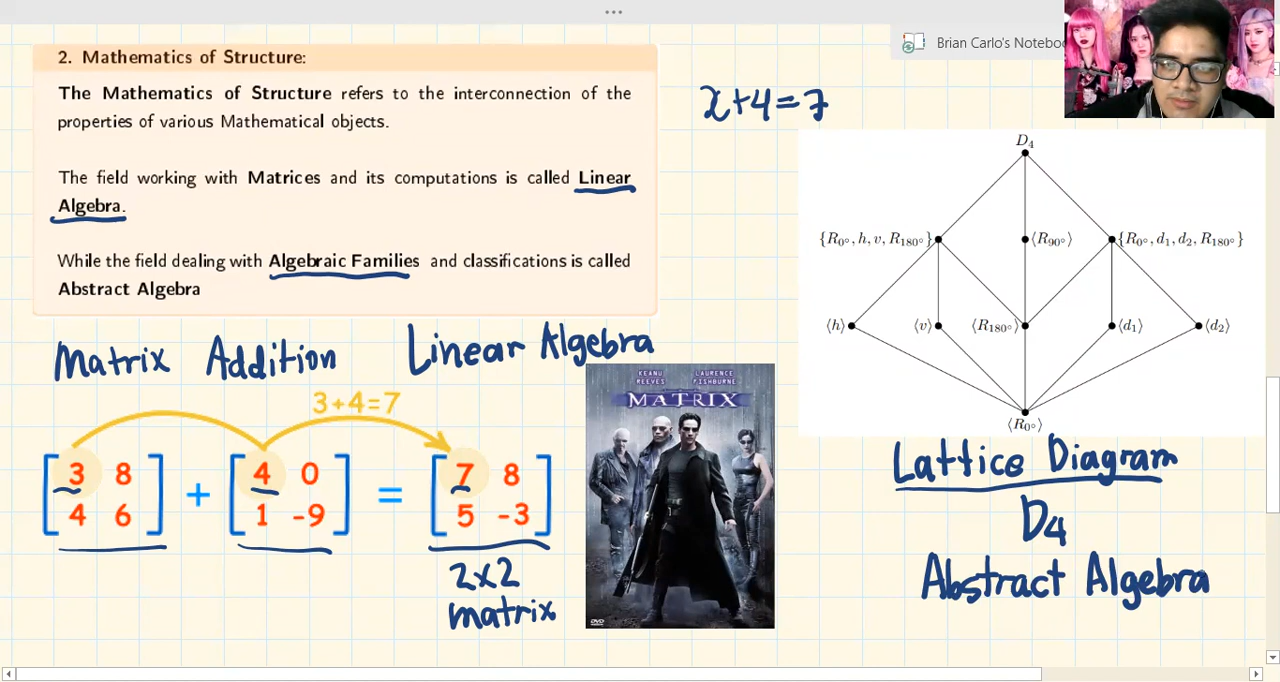 Brian Carlo's Noteboo
2. Mathematics of Structure:
The Mathematics of Structure refers to the interconnection of the
properties of various Mathematical objects.
The field working with Matrices and its computations is called Linear
Algebra.
While the field dealing with Algebraic Families and classifications is called
Abstract Algebra
x+4=7
D₄
{R₀°, h, v, R₁₈₀°}
⟨R₉₀°⟩
{R₀°, d₁, d₂, R₁₈₀°}
⟨h⟩
⟨v⟩
⟨R₁₈₀°⟩
⟨d₁⟩
⟨d₂⟩
⟨R₀°⟩
Matrix Addition
Linear Algebra
3+4=7
[3 8] + [4 0] = [7 8]
[4 6] [1 -9] [5 -3]
2x2
matrix
KEANU LAURENCE
REEVES FISHBURNE
MATRIX
DVD
Lattice Diagram
D4
Abstract Algebra